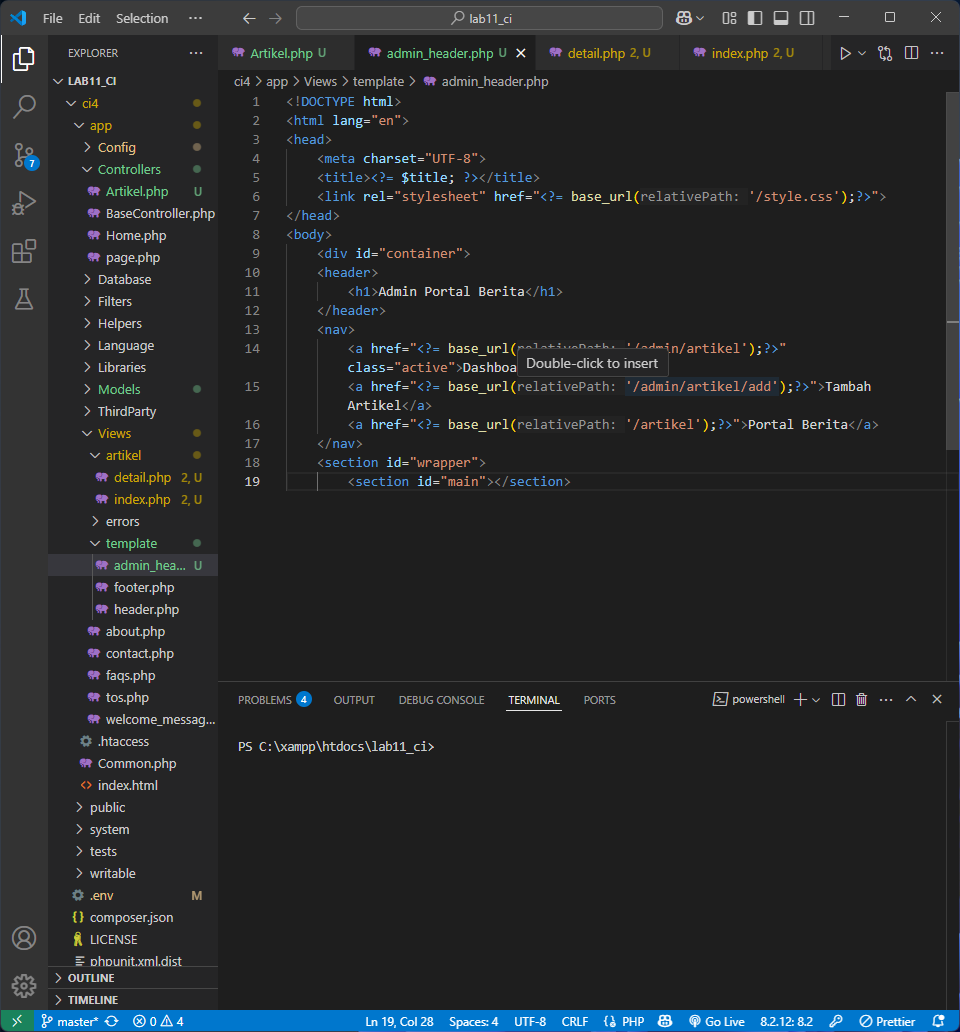 File Edit Selection ··· lab11_ci
EXPLORER ···
LAB11_CI
ci4
app
Config
Controllers
Artikel.php U
BaseController.php
Home.php
page.php
Database
Filters
Helpers
Language
Libraries
Models
ThirdParty
Views
artikel
detail.php 2, U
index.php 2, U
errors
template
admin_hea... U
footer.php
header.php
about.php
contact.php
faqs.php
tos.php
welcome_messag...
.htaccess
Common.php
index.html
public
system
tests
writable
.env M
composer.json
LICENSE
phpunit.xml.dist
OUTLINE
TIMELINE
7
Artikel.php U admin_header.php U detail.php 2, U index.php 2, U
ci4 > app > Views > template > admin_header.php
1 <!DOCTYPE html>
2 <html lang="en">
3 <head>
4 <meta charset="UTF-8">
5 <title><?= $title; ?></title>
6 <link rel="stylesheet" href="<?= base_url(relativePath: '/style.css');?>">
7 </head>
8 <body>
9 <div id="container">
10 <header>
11 <h1>Admin Portal Berita</h1>
12 </header>
13 <nav>
14 <a href="<?= base_url(relativePath: '/admin/artikel');?>"
class="active">Dashboa
Double-click to insert
15 <a href="<?= base_url(relativePath: '/admin/artikel/add');?>">Tambah
Artikel</a>
16 <a href="<?= base_url(relativePath: '/artikel');?>">Portal Berita</a>
17 </nav>
18 <section id="wrapper">
19 <section id="main"></section>
PROBLEMS 4 OUTPUT DEBUG CONSOLE TERMINAL PORTS powershell
PS C:\xampp\htdocs\lab11_ci>
master* 0 4 Ln 19, Col 28 Spaces: 4 UTF-8 CRLF {} PHP Go Live 8.2.12: 8.2 Prettier